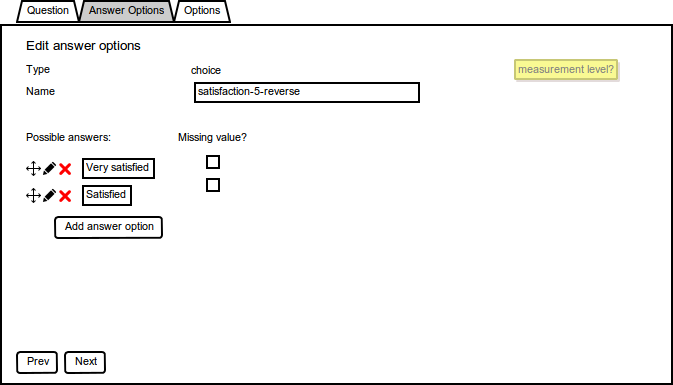 Question Answer Options Options
Edit answer options
Type choice measurement level?
Name satisfaction-5-reverse
Possible answers: Missing value?
Very satisfied
Satisfied
Add answer option
Prev Next